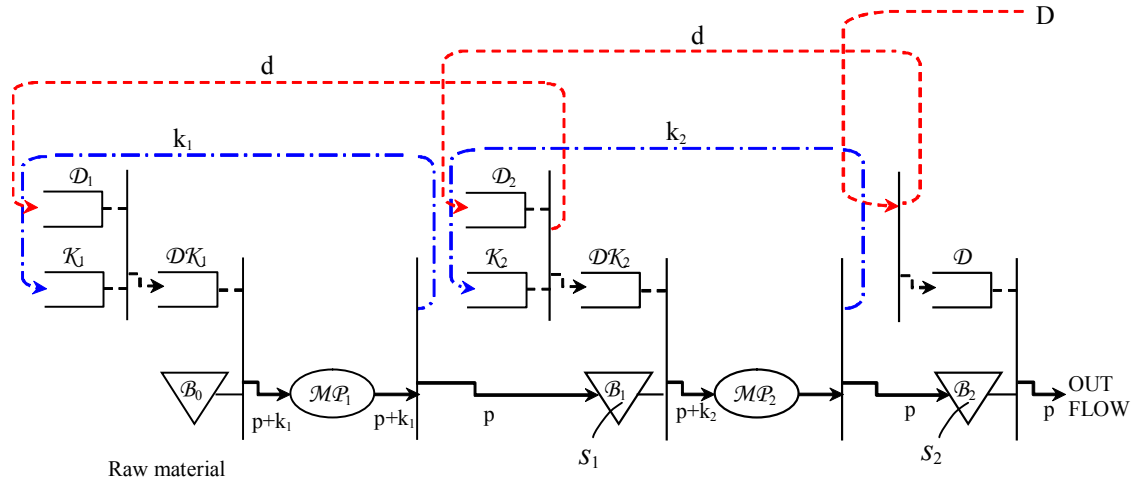 D
d
d
k₁
k₂
𝒟₁
𝒟₂
𝒦₁
𝒟𝒦₁
𝒦₂
𝒟𝒦₂
𝒟
ℬ₀
ℳ𝒫₁
ℬ₁
ℳ𝒫₂
ℬ₂
OUT
FLOW
p+k₁
p+k₁
p
p+k₂
p
p
S₁
S₂
Raw material